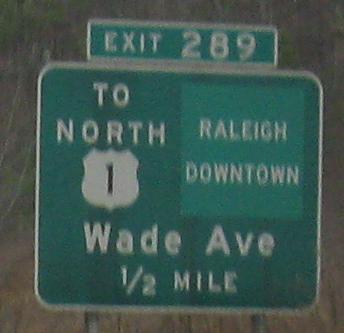 EXIT 289
TO
NORTH
1
RALEIGH
DOWNTOWN
Wade Ave
1/2 MILE